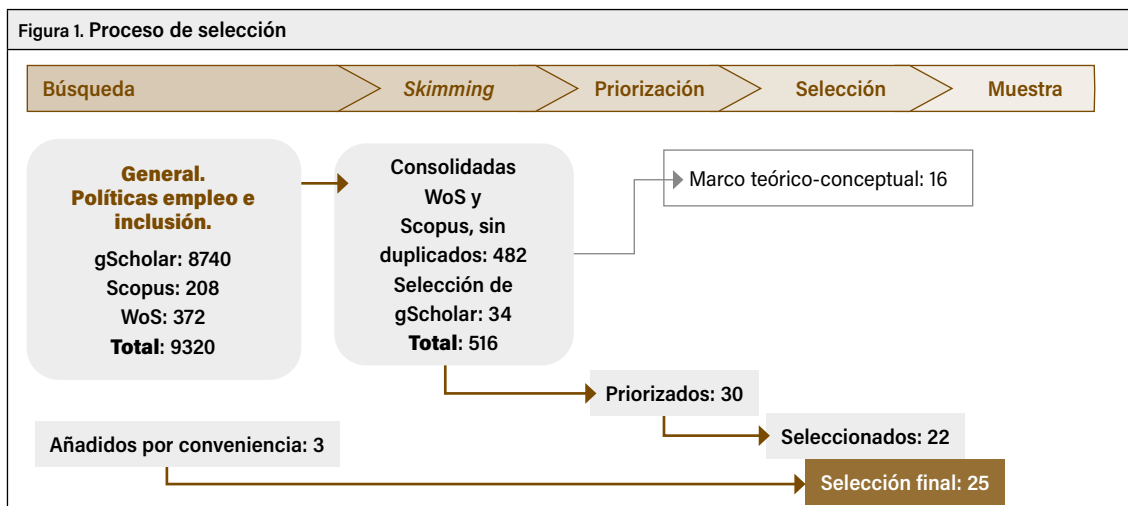 Figura 1. Proceso de selección
Búsqueda
Skimming
Priorización
Selección
Muestra
General.
Políticas empleo e
inclusión.
gScholar: 8740
Scopus: 208
WoS: 372
Total: 9320
Consolidadas
WoS y
Scopus, sin
duplicados: 482
Selección de
gScholar: 34
Total: 516
Marco teórico-conceptual: 16
Priorizados: 30
Seleccionados: 22
Añadidos por conveniencia: 3
Selección final: 25